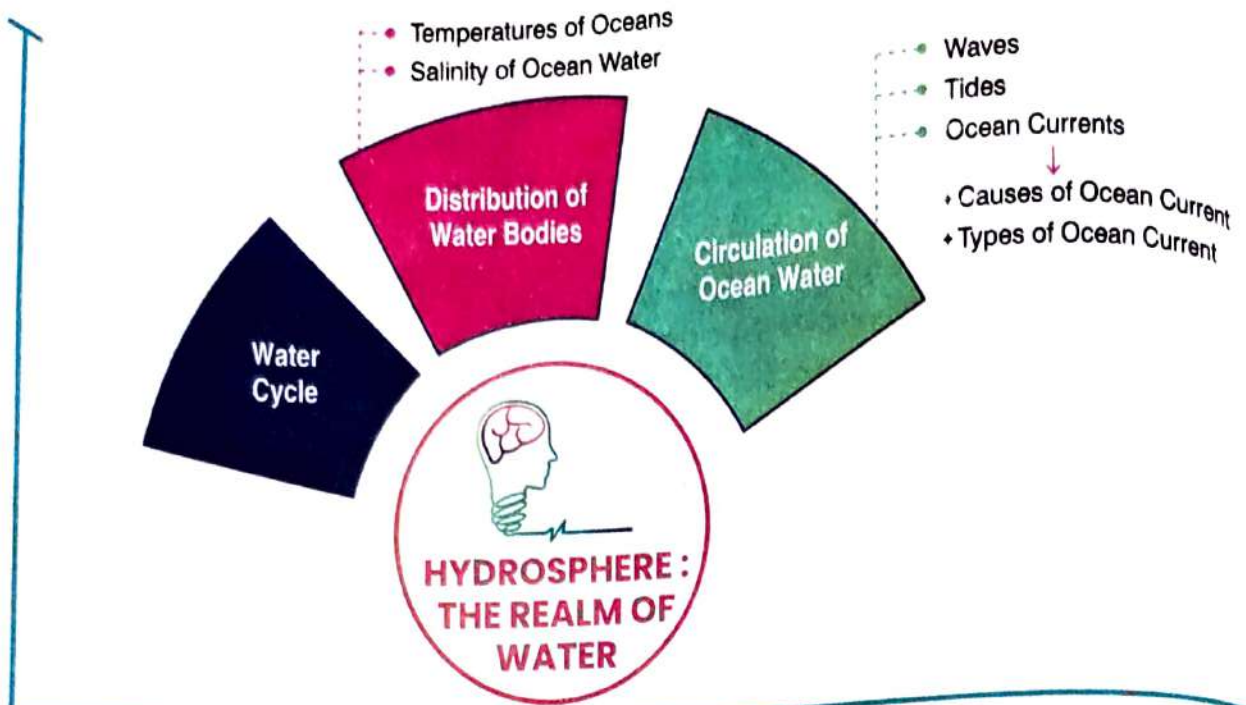 Temperatures of Oceans
Salinity of Ocean Water
Waves
Tides
Ocean Currents
Causes of Ocean Current
Types of Ocean Current
Distribution of
Water Bodies
Circulation of
Ocean Water
Water
Cycle
HYDROSPHERE :
THE REALM OF
WATER